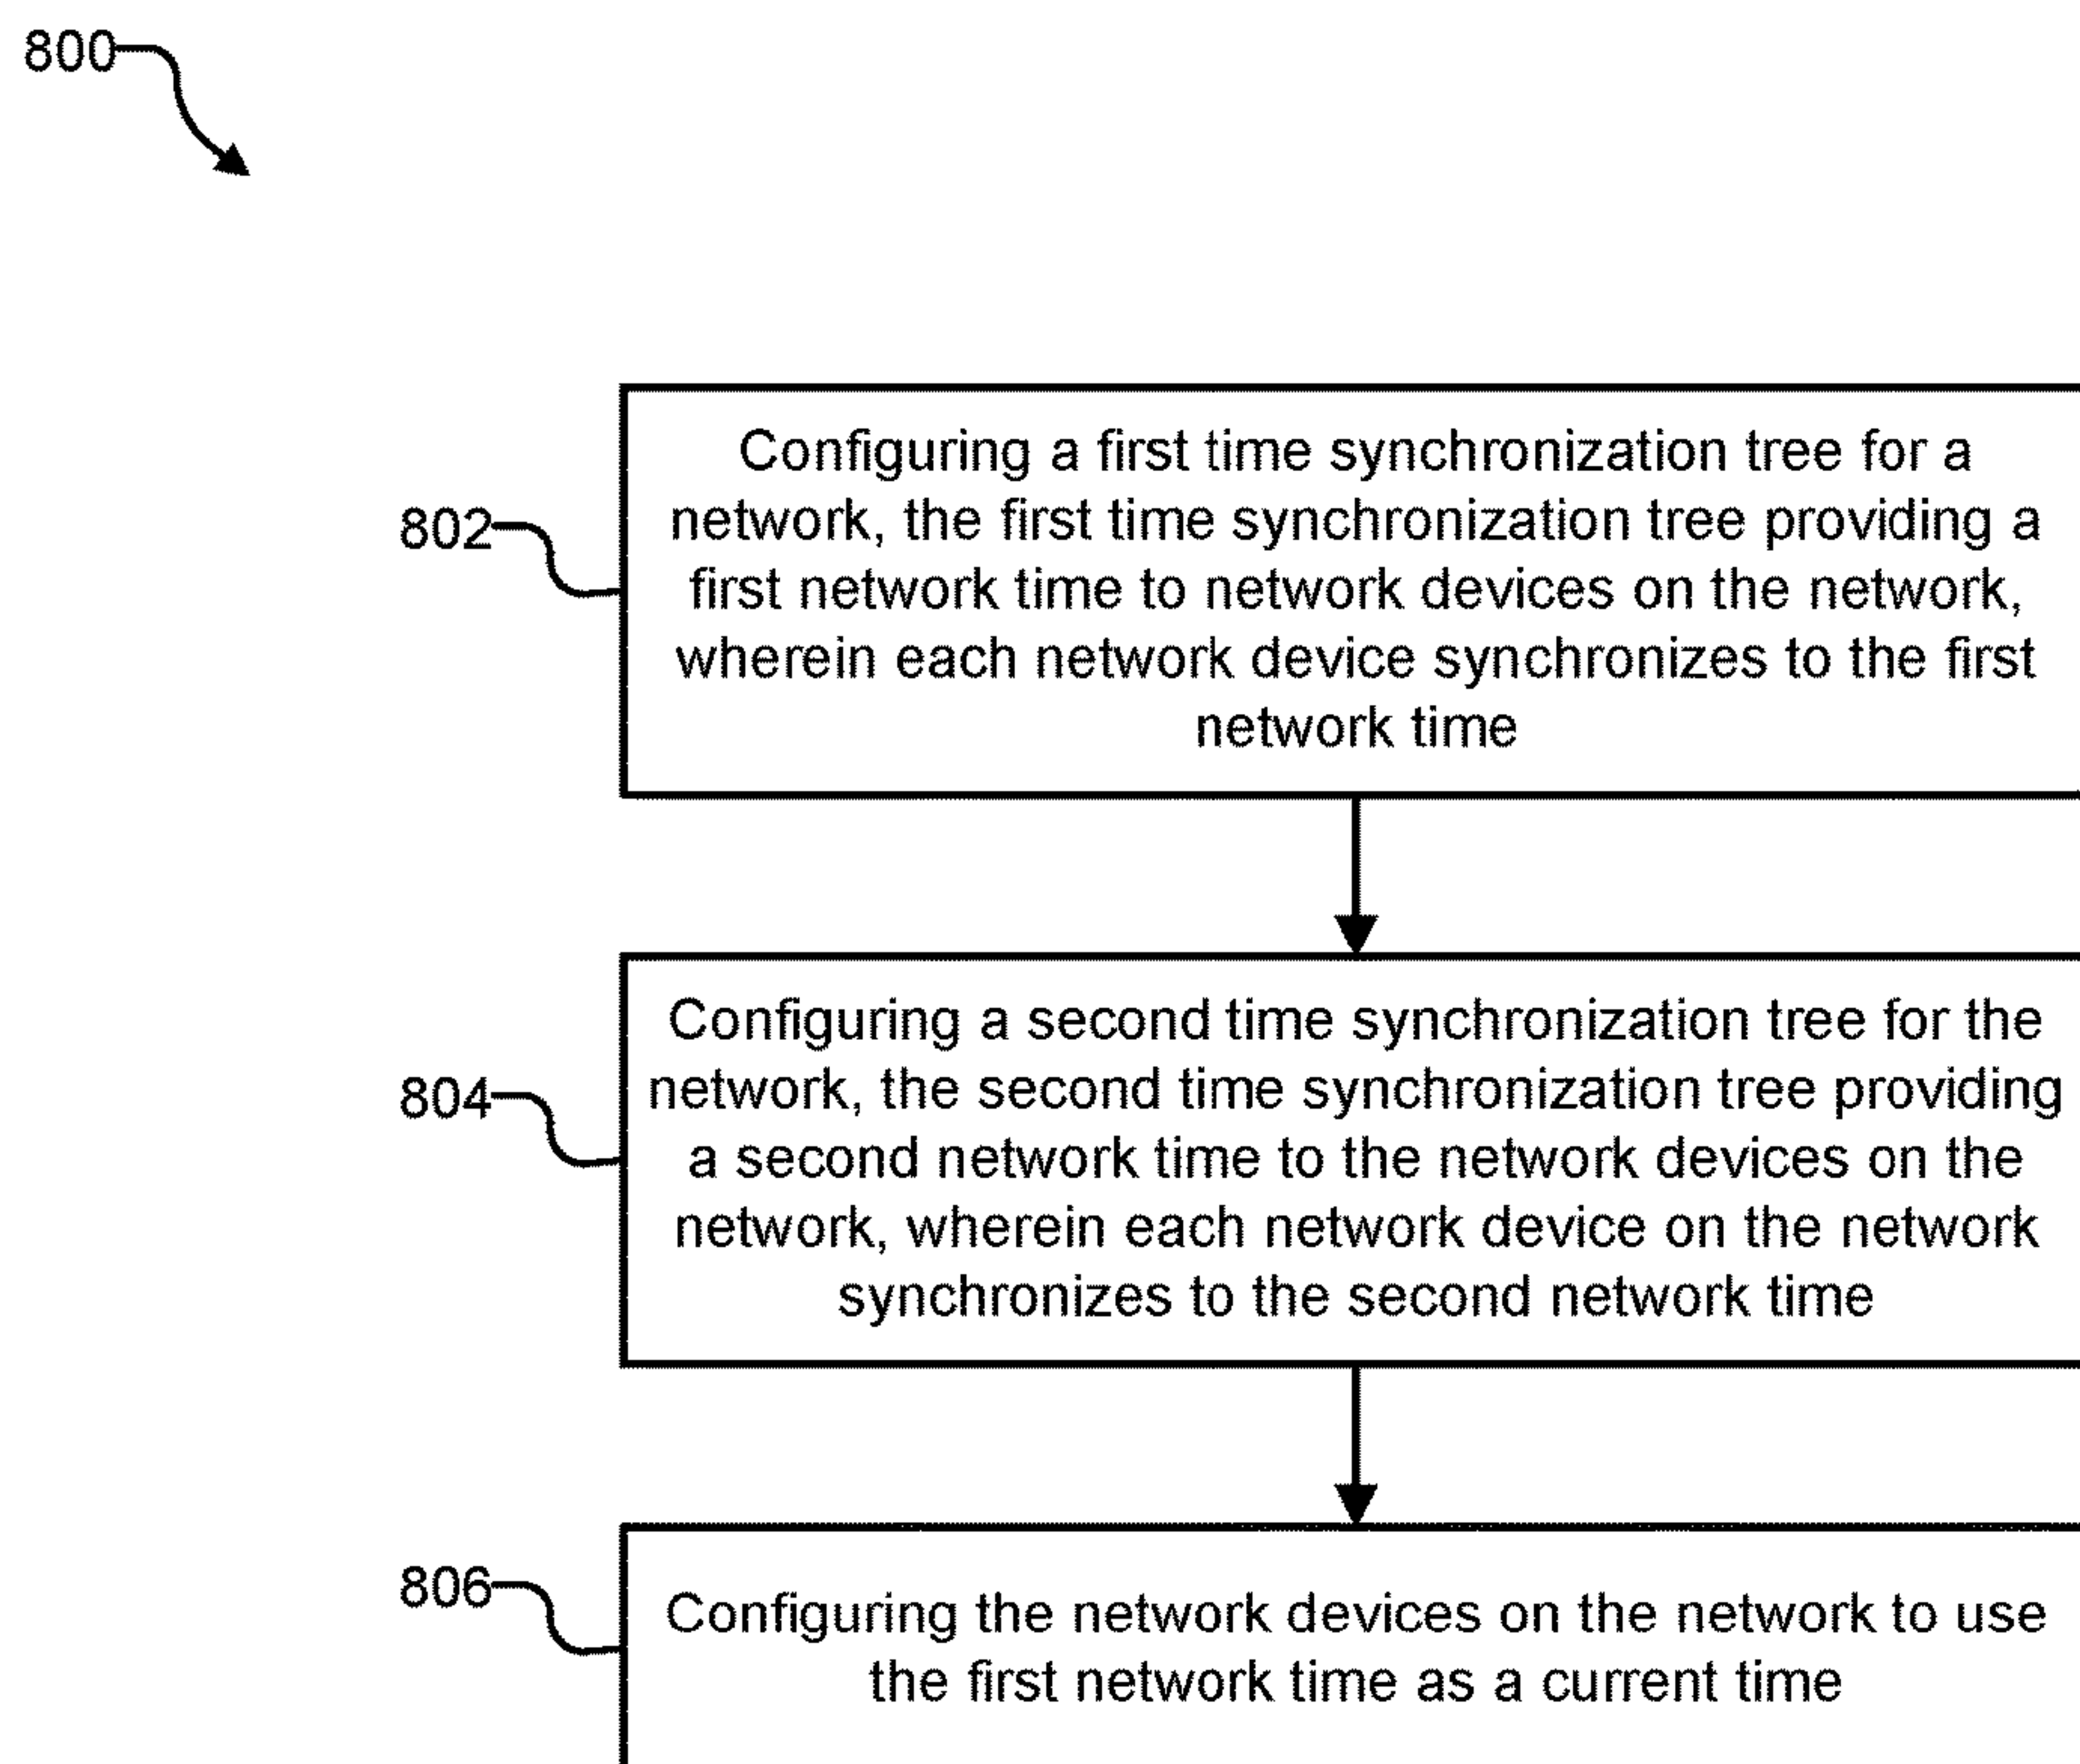 800
802
Configuring a first time synchronization tree for a
network, the first time synchronization tree providing a
first network time to network devices on the network,
wherein each network device synchronizes to the first
network time
804
Configuring a second time synchronization tree for the
network, the second time synchronization tree providing
a second network time to the network devices on the
network, wherein each network device on the network
synchronizes to the second network time
806
Configuring the network devices on the network to use
the first network time as a current time